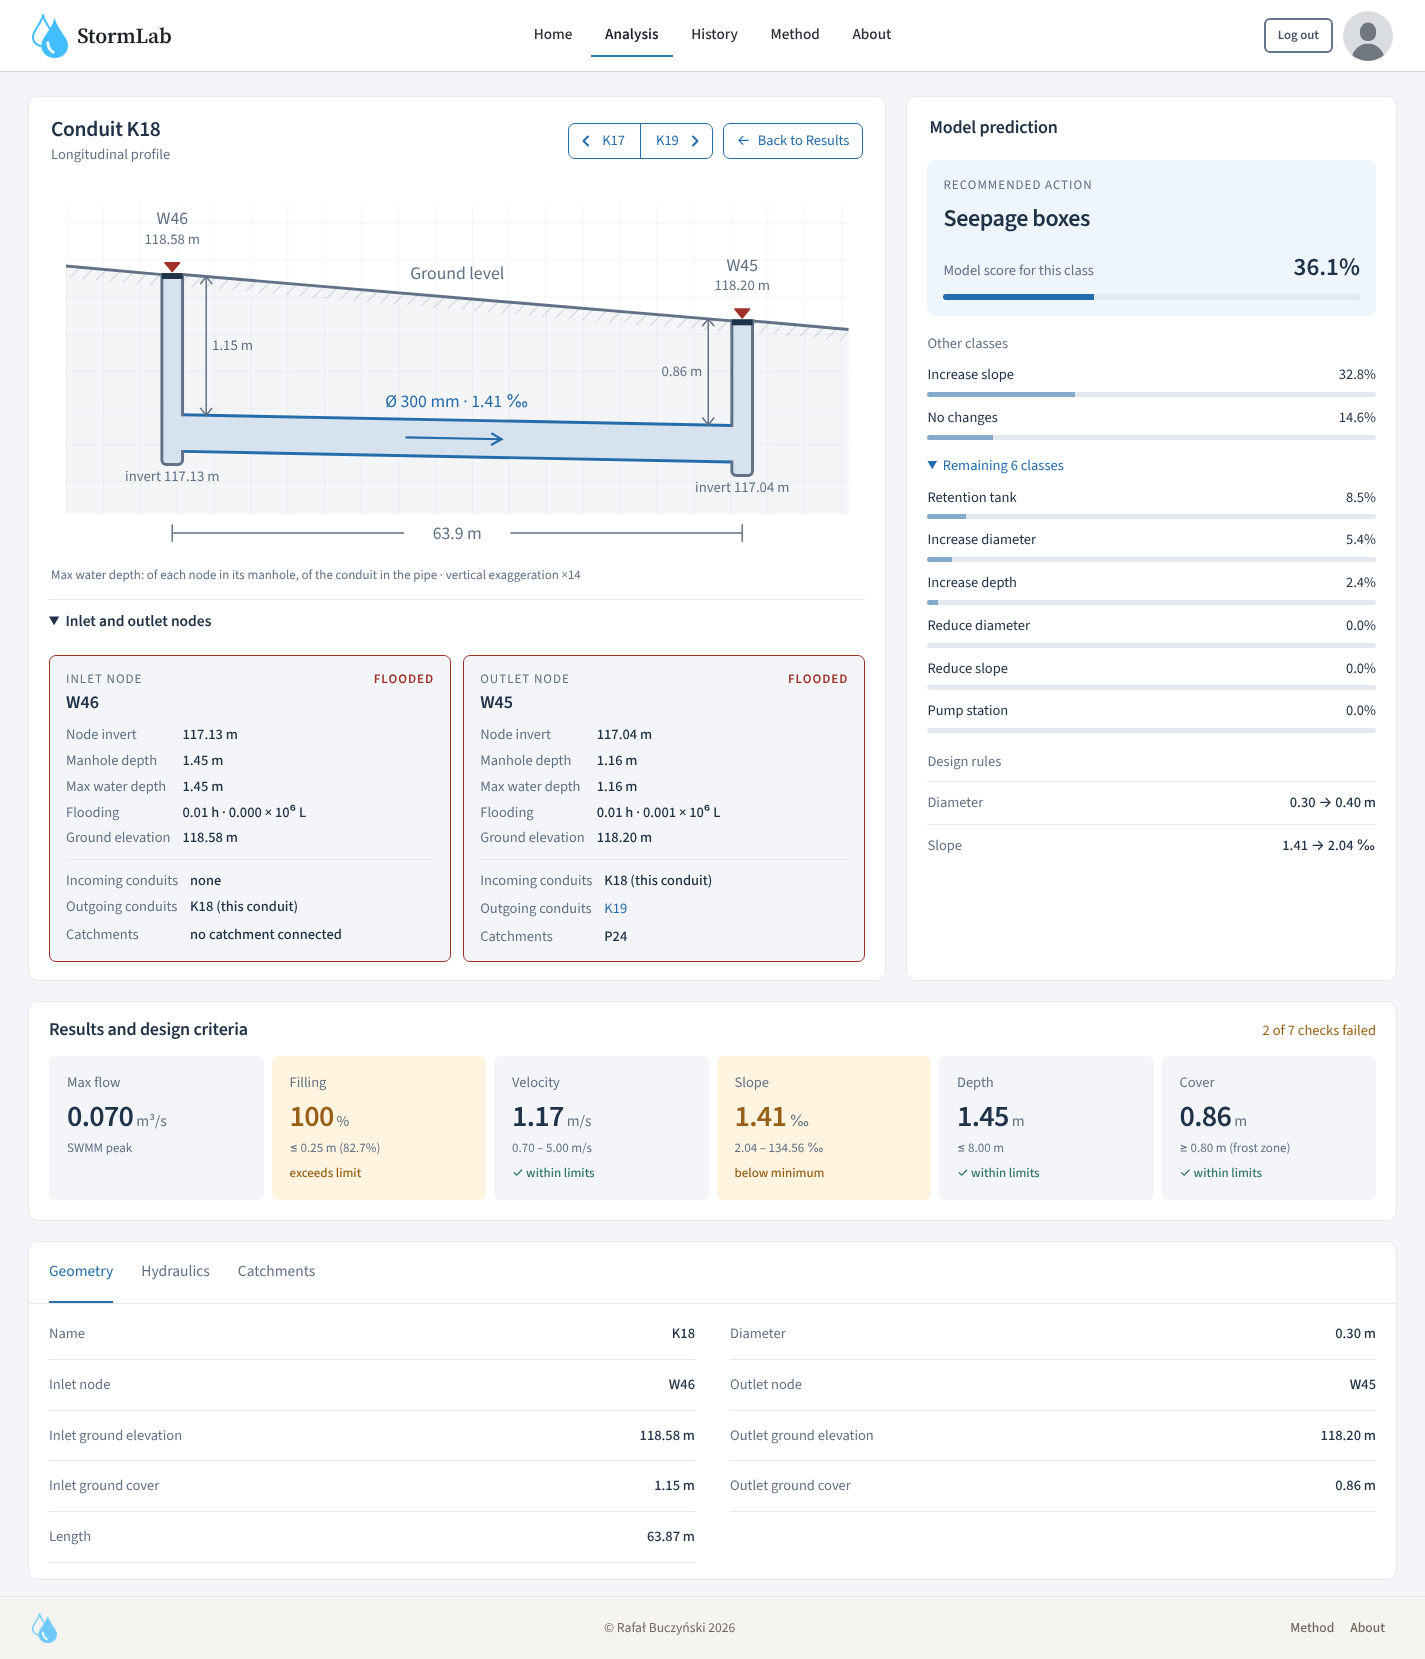 StormLab
Home
Analysis
History
Method
About
Log out
Conduit K18
Longitudinal profile
K17
K19
← Back to Results
W46
118.58 m
Ground level
W45
118.20 m
1.15 m
0.86 m
Ø 300 mm · 1.41 ‰
invert 117.13 m
invert 117.04 m
63.9 m
Max water depth: of each node in its manhole, of the conduit in the pipe · vertical exaggeration ×14
▼ Inlet and outlet nodes
INLET NODE FLOODED
W46
Node invert 117.13 m
Manhole depth 1.45 m
Max water depth 1.45 m
Flooding 0.01 h · 0.000 × 10⁶ L
Ground elevation 118.58 m
Incoming conduits none
Outgoing conduits K18 (this conduit)
Catchments no catchment connected
OUTLET NODE FLOODED
W45
Node invert 117.04 m
Manhole depth 1.16 m
Max water depth 1.16 m
Flooding 0.01 h · 0.001 × 10⁶ L
Ground elevation 118.20 m
Incoming conduits K18 (this conduit)
Outgoing conduits K19
Catchments P24
Model prediction
RECOMMENDED ACTION
Seepage boxes
Model score for this class 36.1%
Other classes
Increase slope 32.8%
No changes 14.6%
▼ Remaining 6 classes
Retention tank 8.5%
Increase diameter 5.4%
Increase depth 2.4%
Reduce diameter 0.0%
Reduce slope 0.0%
Pump station 0.0%
Design rules
Diameter 0.30 → 0.40 m
Slope 1.41 → 2.04 ‰
Results and design criteria
2 of 7 checks failed
Max flow
0.070 m³/s
SWMM peak
Filling
100 %
≤ 0.25 m (82.7%)
exceeds limit
Velocity
1.17 m/s
0.70 – 5.00 m/s
✓ within limits
Slope
1.41 ‰
2.04 – 134.56 ‰
below minimum
Depth
1.45 m
≤ 8.00 m
✓ within limits
Cover
0.86 m
≥ 0.80 m (frost zone)
✓ within limits
Geometry
Hydraulics
Catchments
Name K18
Diameter 0.30 m
Inlet node W46
Outlet node W45
Inlet ground elevation 118.58 m
Outlet ground elevation 118.20 m
Inlet ground cover 1.15 m
Outlet ground cover 0.86 m
Length 63.87 m
© Rafał Buczyński 2026
Method
About